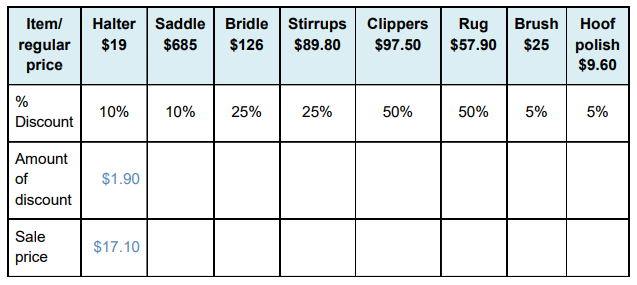 Item/ regular price Halter $19 Saddle $685 Bridle $126 Stirrups $89.80 Clippers $97.50 Rug $57.90 Brush $25 Hoof polish $9.60
% Discount 10% 10% 25% 25% 50% 50% 5% 5%
Amount of discount $1.90
Sale price $17.10